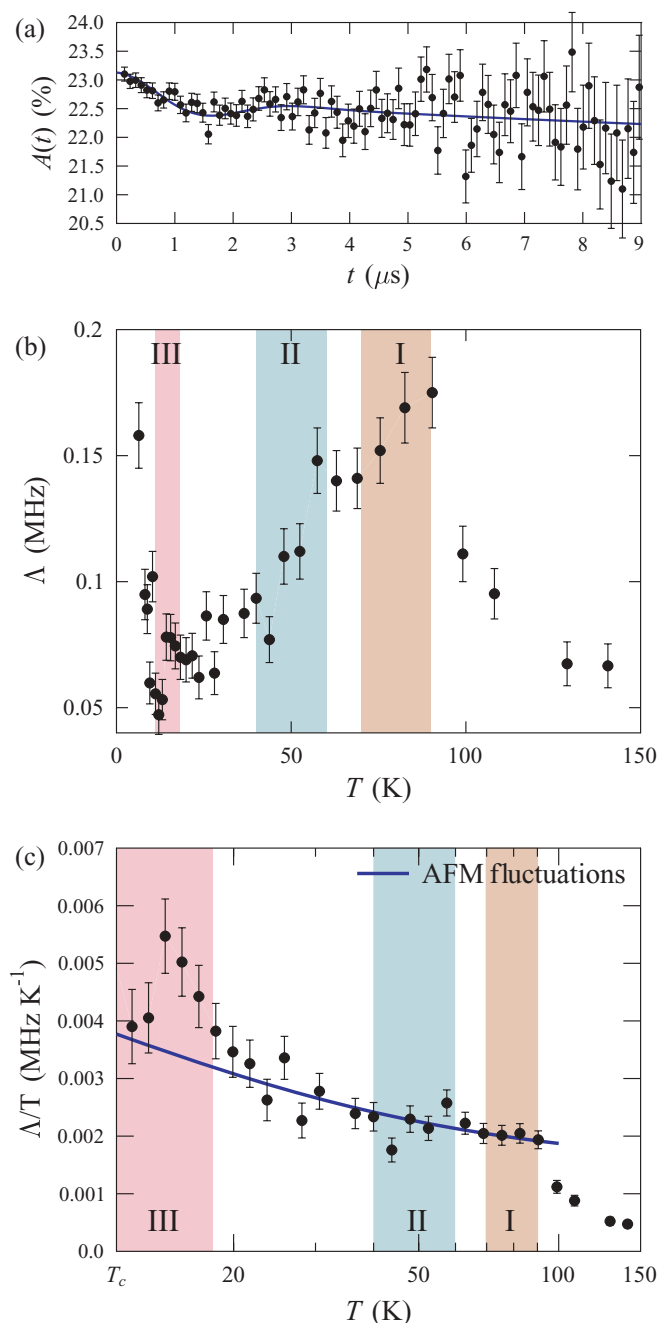 (a)
A(t) (%)
24.0
23.5
23.0
22.5
22.0
21.5
21.0
20.5
0 1 2 3 4 5 6 7 8 9
t (μs)
(b)
Λ (MHz)
0.2
0.15
0.1
0.05
III II I
0 50 100 150
T (K)
(c)
Λ/T (MHz K⁻¹)
0.007
0.006
0.005
0.004
0.003
0.002
0.001
0.0
AFM fluctuations
III II I
T_c 20 50 100 150
T (K)